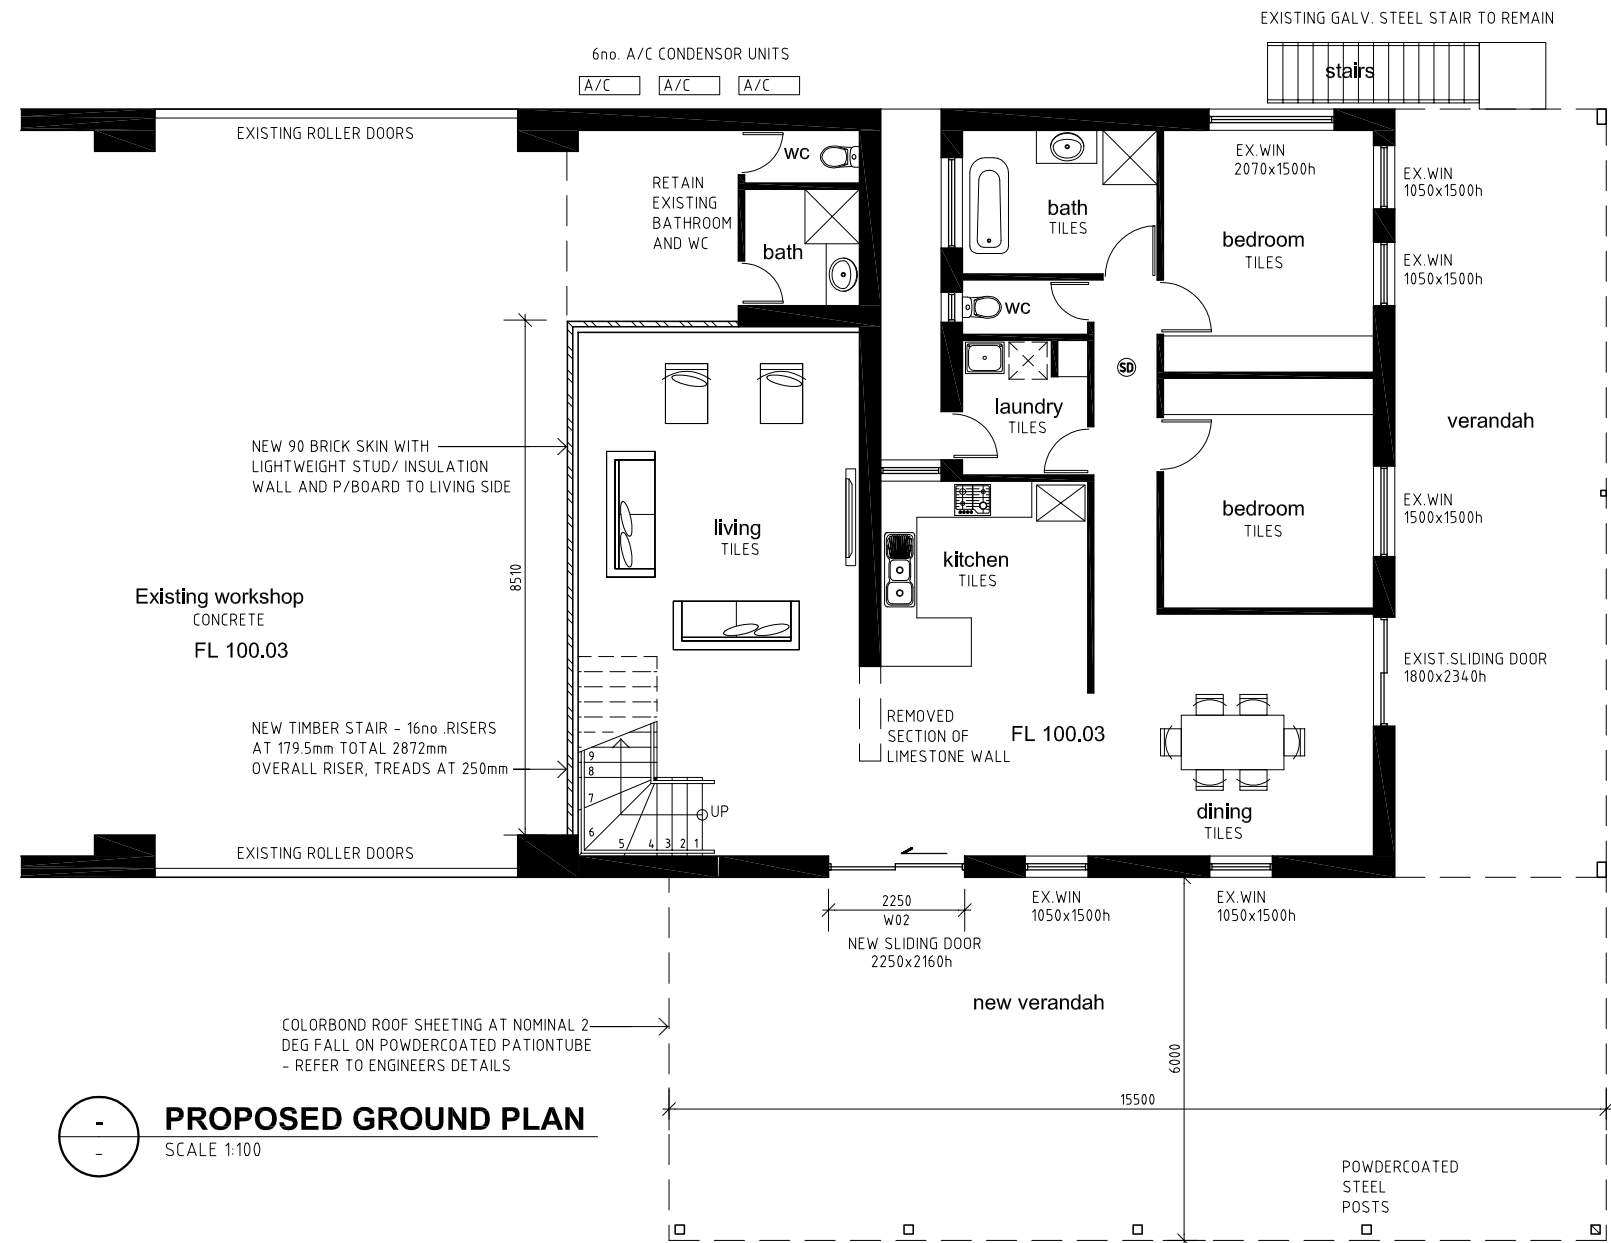 EXISTING GALV. STEEL STAIR TO REMAIN
6no. A/C CONDENSOR UNITS
A/C
A/C
A/C
stairs
EXISTING ROLLER DOORS
wc
RETAIN
EXISTING
BATHROOM
AND WC
bath
bath
TILES
EX.WIN
2070x1500h
EX.WIN
1050x1500h
bedroom
TILES
EX.WIN
1050x1500h
wc
SD
laundry
TILES
verandah
NEW 90 BRICK SKIN WITH
LIGHTWEIGHT STUD/ INSULATION
WALL AND P/BOARD TO LIVING SIDE
living
TILES
bedroom
TILES
EX.WIN
1500x1500h
kitchen
TILES
8510
Existing workshop
CONCRETE
FL 100.03
EXIST.SLIDING DOOR
1800x2340h
NEW TIMBER STAIR - 16no .RISERS
AT 179.5mm TOTAL 2872mm
OVERALL RISER, TREADS AT 250mm
REMOVED
SECTION OF
LIMESTONE WALL
FL 100.03
9
8
7
6
5
4
3
2
1
UP
dining
TILES
EXISTING ROLLER DOORS
2250
W02
NEW SLIDING DOOR
2250x2160h
EX.WIN
1050x1500h
EX.WIN
1050x1500h
new verandah
COLORBOND ROOF SHEETING AT NOMINAL 2
DEG FALL ON POWDERCOATED PATIONTUBE
- REFER TO ENGINEERS DETAILS
6000
15500
-
-
PROPOSED GROUND PLAN
SCALE 1:100
POWDERCOATED
STEEL
POSTS